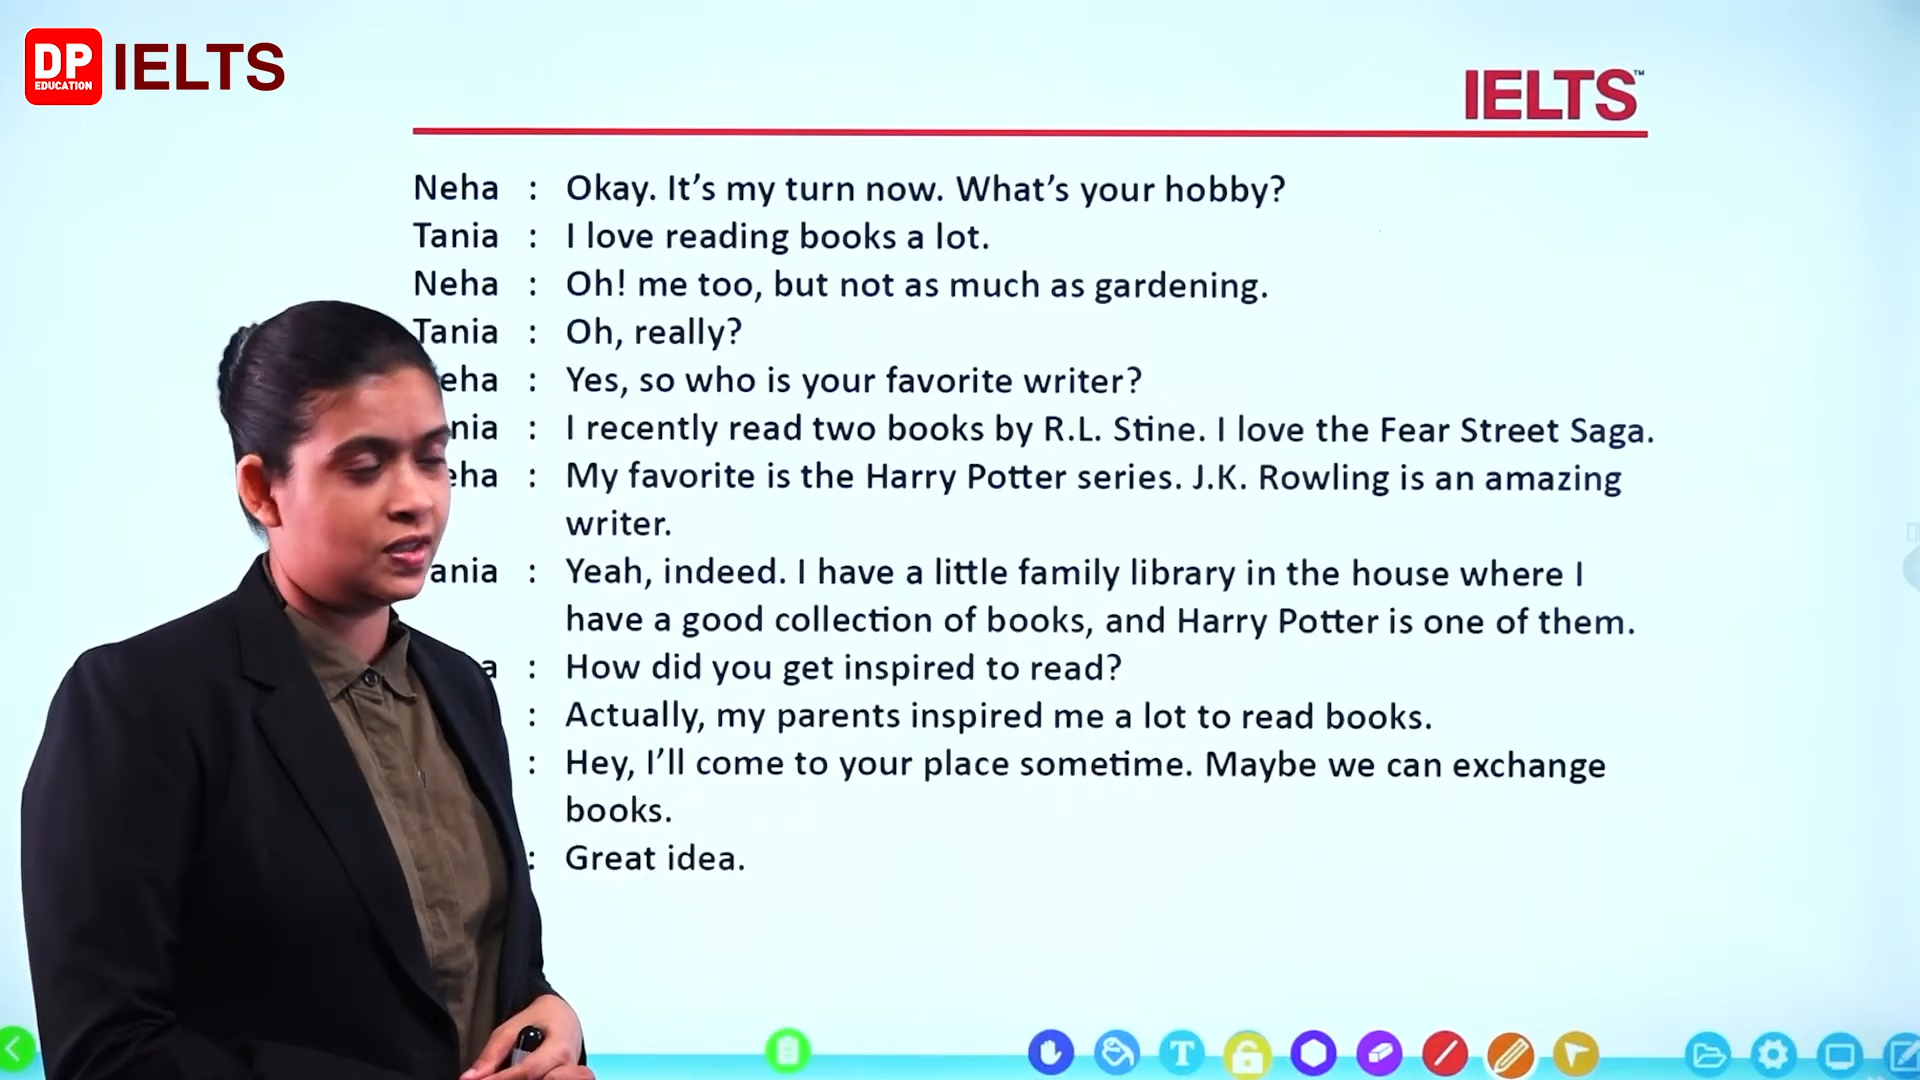 DP
EDUCATION
IELTS
IELTS™
Neha : Okay. It's my turn now. What's your hobby?
Tania : I love reading books a lot.
Neha : Oh! me too, but not as much as gardening.
Tania : Oh, really?
eha : Yes, so who is your favorite writer?
nia : I recently read two books by R.L. Stine. I love the Fear Street Saga.
eha : My favorite is the Harry Potter series. J.K. Rowling is an amazing
writer.
ania : Yeah, indeed. I have a little family library in the house where I
have a good collection of books, and Harry Potter is one of them.
a : How did you get inspired to read?
: Actually, my parents inspired me a lot to read books.
: Hey, I'll come to your place sometime. Maybe we can exchange
books.
: Great idea.
T